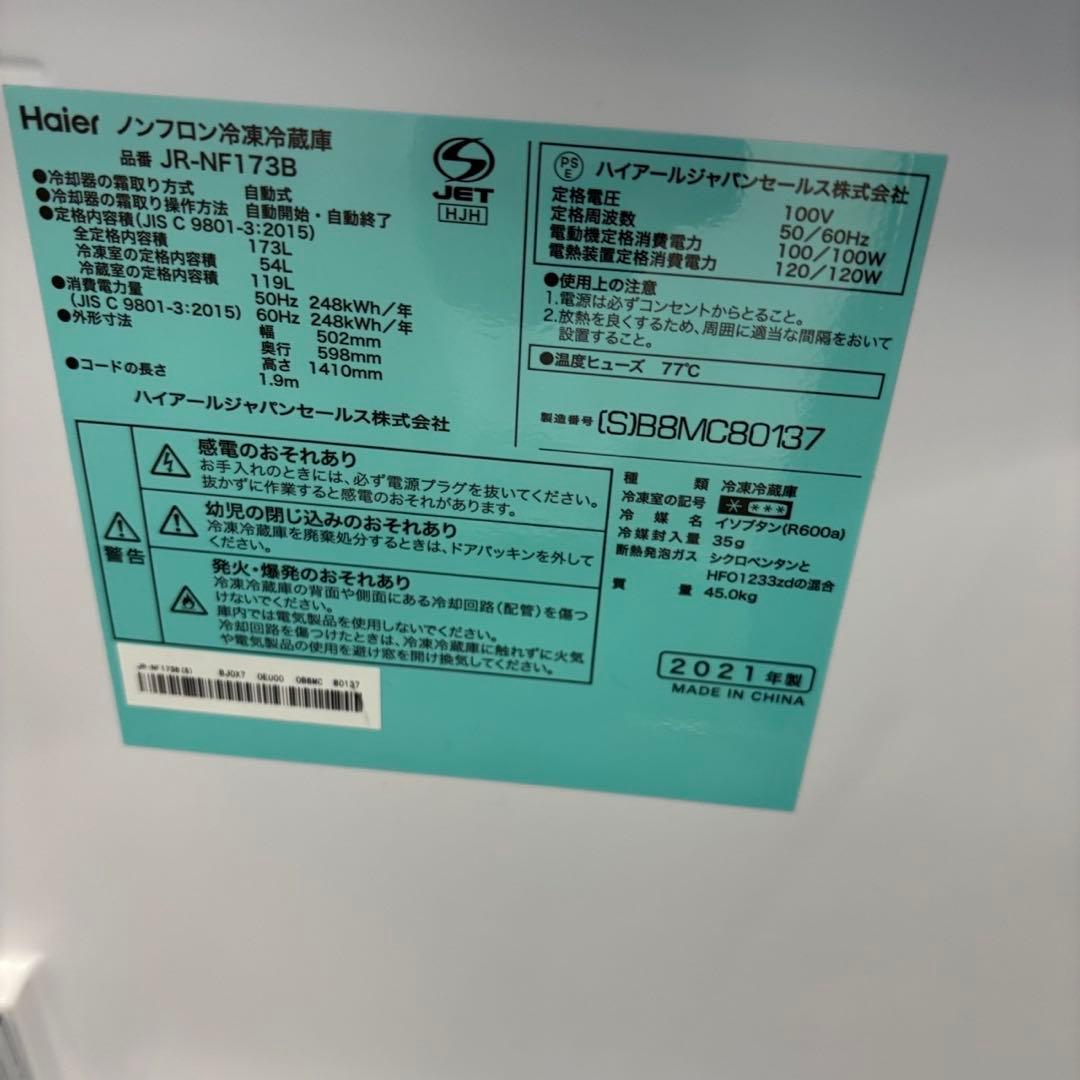 Haier ノンフロン冷凍冷蔵庫
品番 JR-NF173B
●冷却器の霜取り方式 自動式
●冷却器の霜取り操作方法 自動開始・自動終了
●定格内容積(JIS C 9801-3:2015)
全定格内容積 173L
冷凍室の定格内容積 54L
冷蔵室の定格内容積 119L
●消費電力量 50Hz 248kWh/年
(JIS C 9801-3:2015) 60Hz 248kWh/年
●外形寸法 幅 502mm
奥行 598mm
高さ 1410mm
●コードの長さ 1.9m
ハイアールジャパンセールス株式会社
JET
HJH
PS
E
ハイアールジャパンセールス株式会社
定格電圧 100V
定格周波数 50/60Hz
電動機定格消費電力 100/100W
電熱装置定格消費電力 120/120W
●使用上の注意
1.電源は必ずコンセントからとること。
2.放熱を良くするため、周囲に適当な間隔をおいて
設置すること。
●温度ヒューズ 77℃
製造番号 (S)B8MC80137
警告
感電のおそれあり
お手入れのときには、必ず電源プラグを抜いてください。
抜かずに作業すると感電のおそれがあります。
幼児の閉じ込みのおそれあり
冷凍冷蔵庫を廃棄処分するときは、ドアパッキンを外して
ください。
発火・爆発のおそれあり
冷凍冷蔵庫の背面や側面にある冷却回路(配管)を傷つ
けないでください。
庫内では電気製品を使用しないでください。
冷却回路を傷つけたときは、冷凍冷蔵庫に触れずに火気
や電気製品の使用を避け窓を開け換気してください。
種類 冷凍冷蔵庫
冷凍室の記号 * ***
冷媒名 イソブタン(R600a)
冷媒封入量 35g
断熱発泡ガス シクロペンタンと
HFO1233zdの混合
質量 45.0kg
2021年製
MADE IN CHINA
JR-NF173B(S) BJ0X7 0EU00 0B8MC 80137